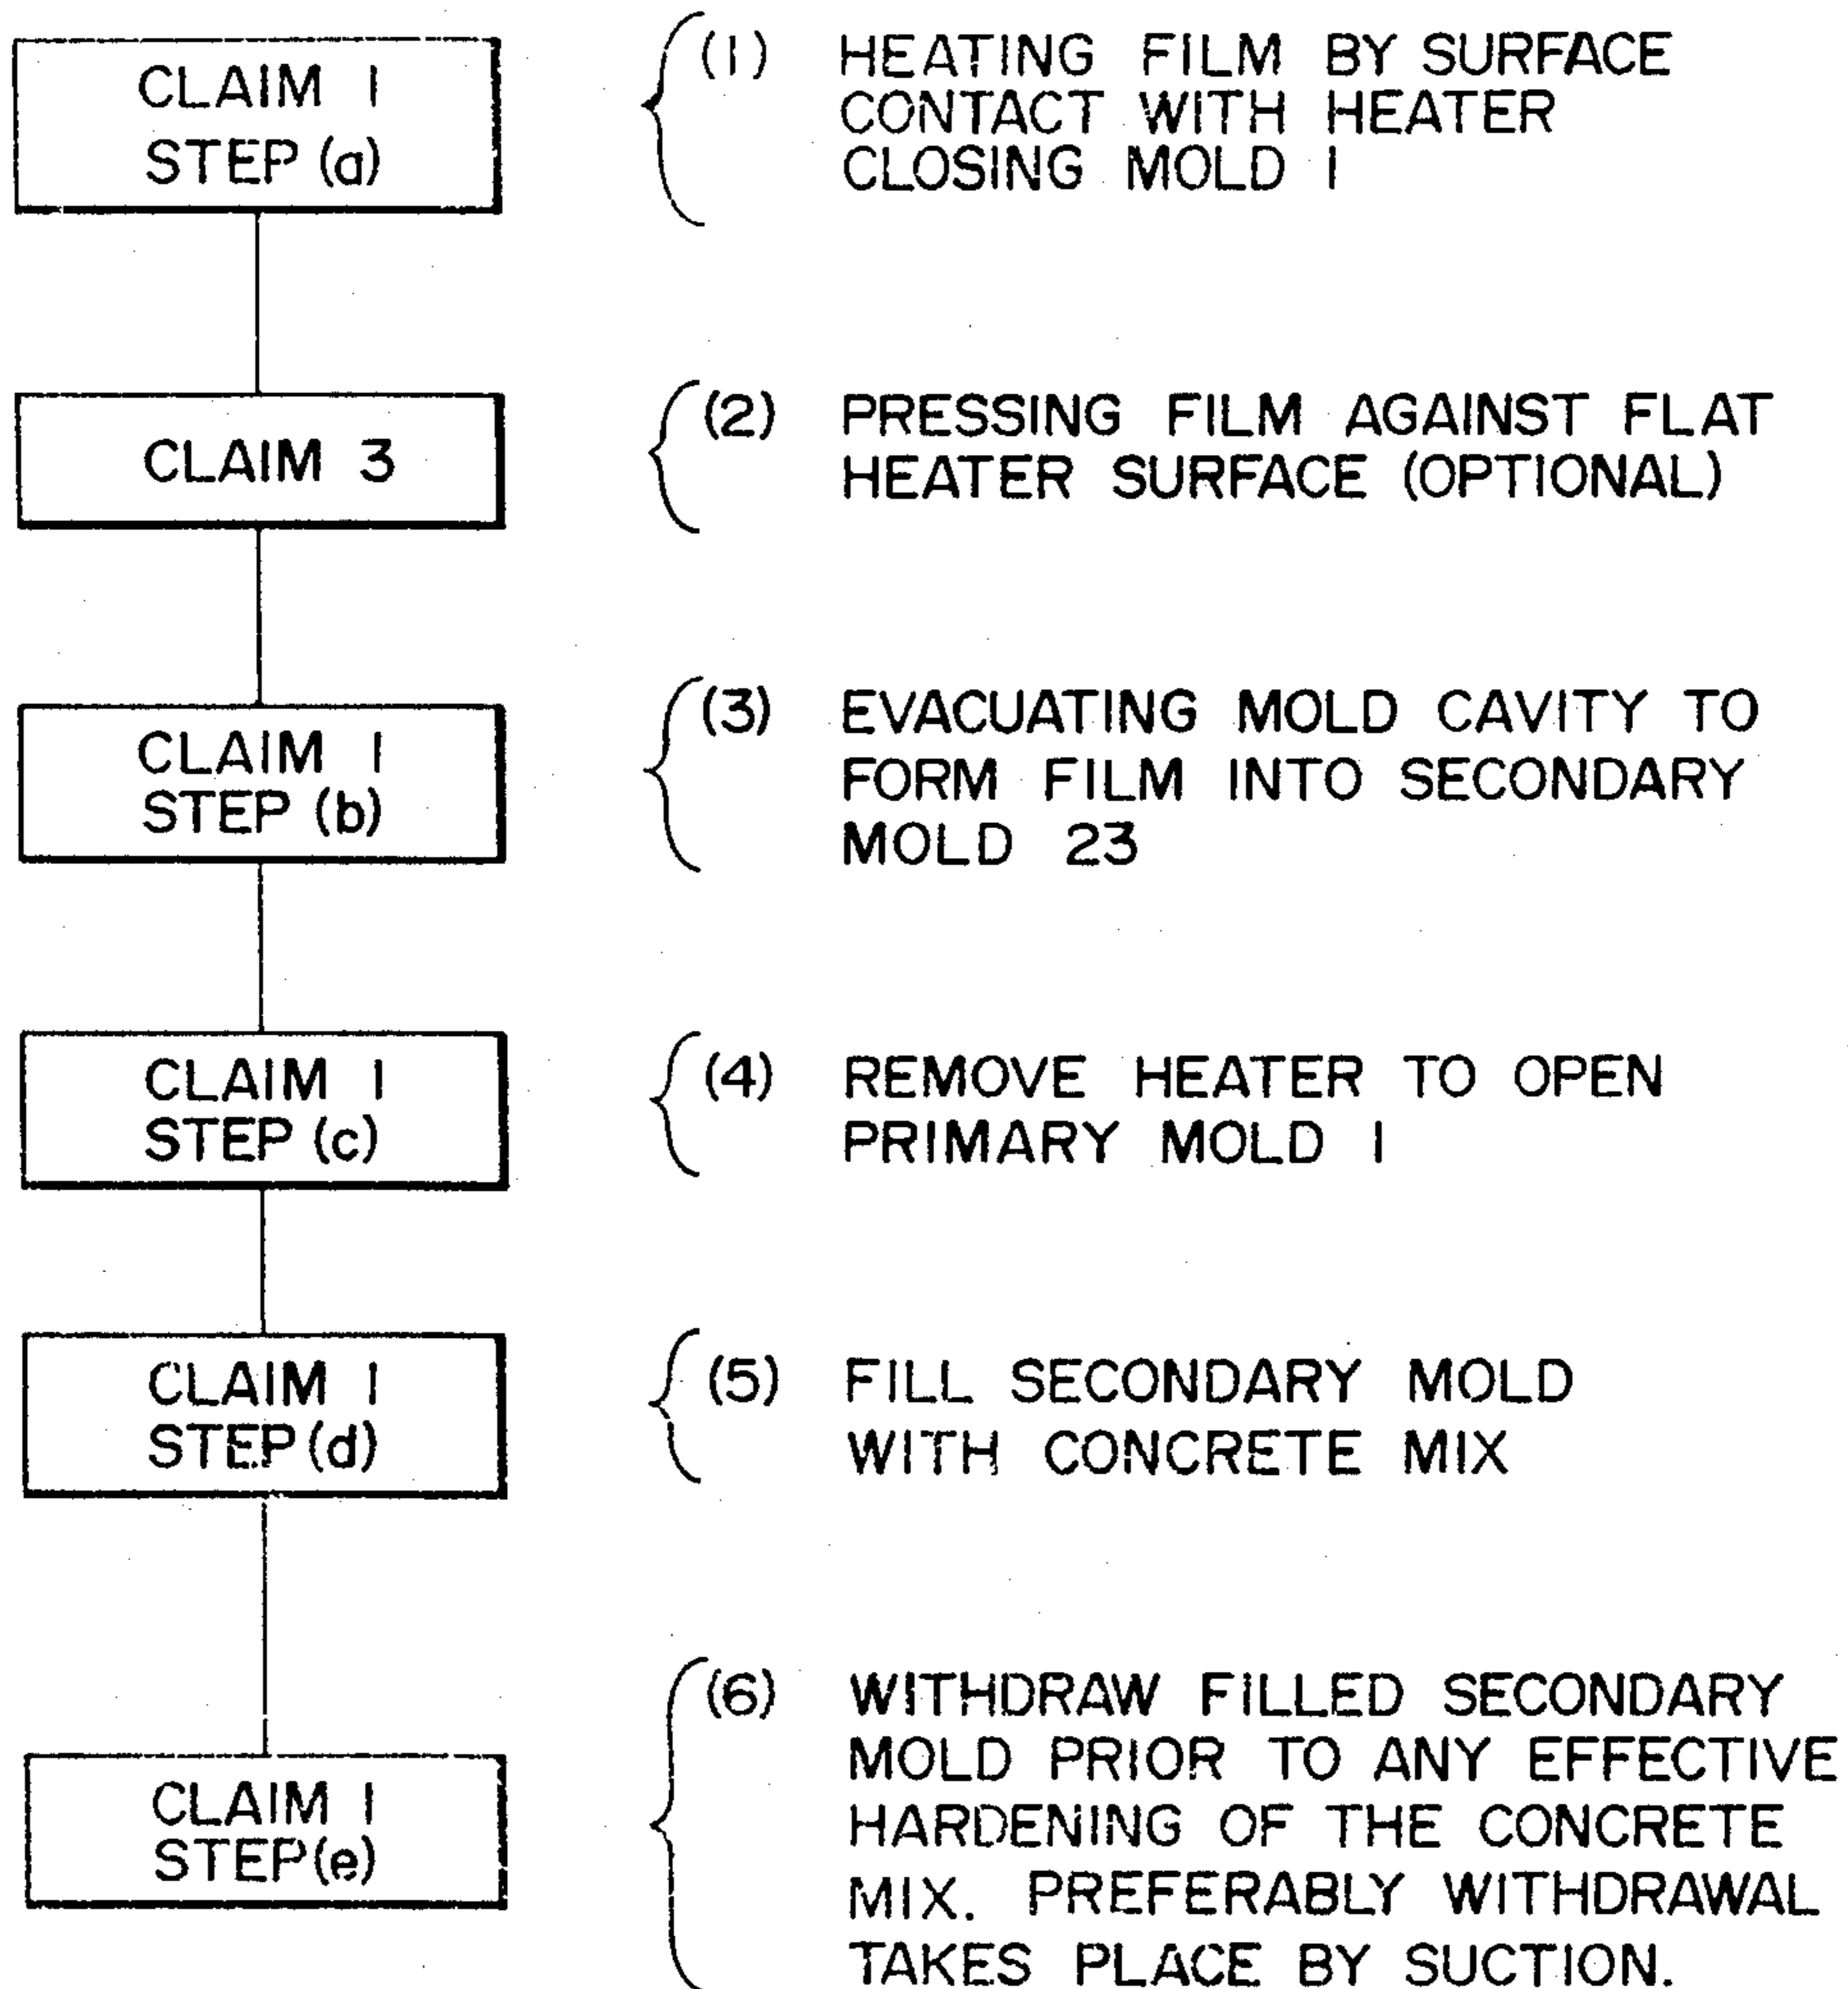 CLAIM 1
STEP (a)
(1) HEATING FILM BY SURFACE
CONTACT WITH HEATER
CLOSING MOLD 1
CLAIM 3
(2) PRESSING FILM AGAINST FLAT
HEATER SURFACE (OPTIONAL)
CLAIM 1
STEP (b)
(3) EVACUATING MOLD CAVITY TO
FORM FILM INTO SECONDARY
MOLD 23
CLAIM 1
STEP (c)
(4) REMOVE HEATER TO OPEN
PRIMARY MOLD 1
CLAIM 1
STEP (d)
(5) FILL SECONDARY MOLD
WITH CONCRETE MIX
CLAIM 1
STEP (e)
(6) WITHDRAW FILLED SECONDARY
MOLD PRIOR TO ANY EFFECTIVE
HARDENING OF THE CONCRETE
MIX. PREFERABLY WITHDRAWAL
TAKES PLACE BY SUCTION.